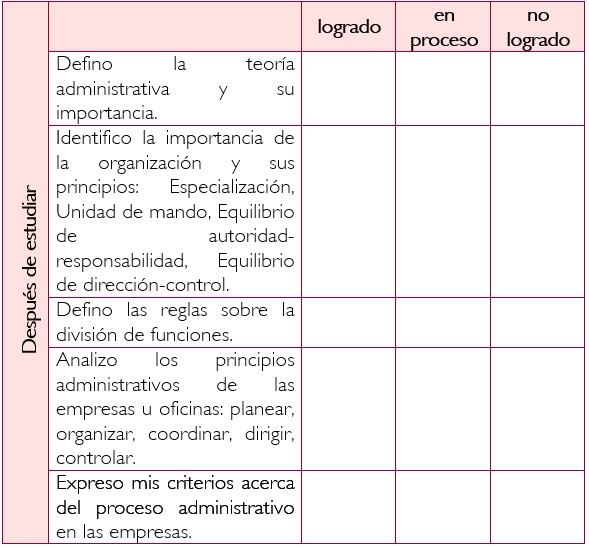 logrado
en
proceso
no
logrado
Después de estudiar
Defino la teoría
administrativa y su
importancia.
Identifico la importancia de
la organización y sus
principios: Especialización,
Unidad de mando, Equilibrio
de autoridad-
responsabilidad, Equilibrio
de dirección-control.
Defino las reglas sobre la
división de funciones.
Analizo los principios
administrativos de las
empresas u oficinas: planear,
organizar, coordinar, dirigir,
controlar.
Expreso mis criterios acerca
del proceso administrativo
en las empresas.